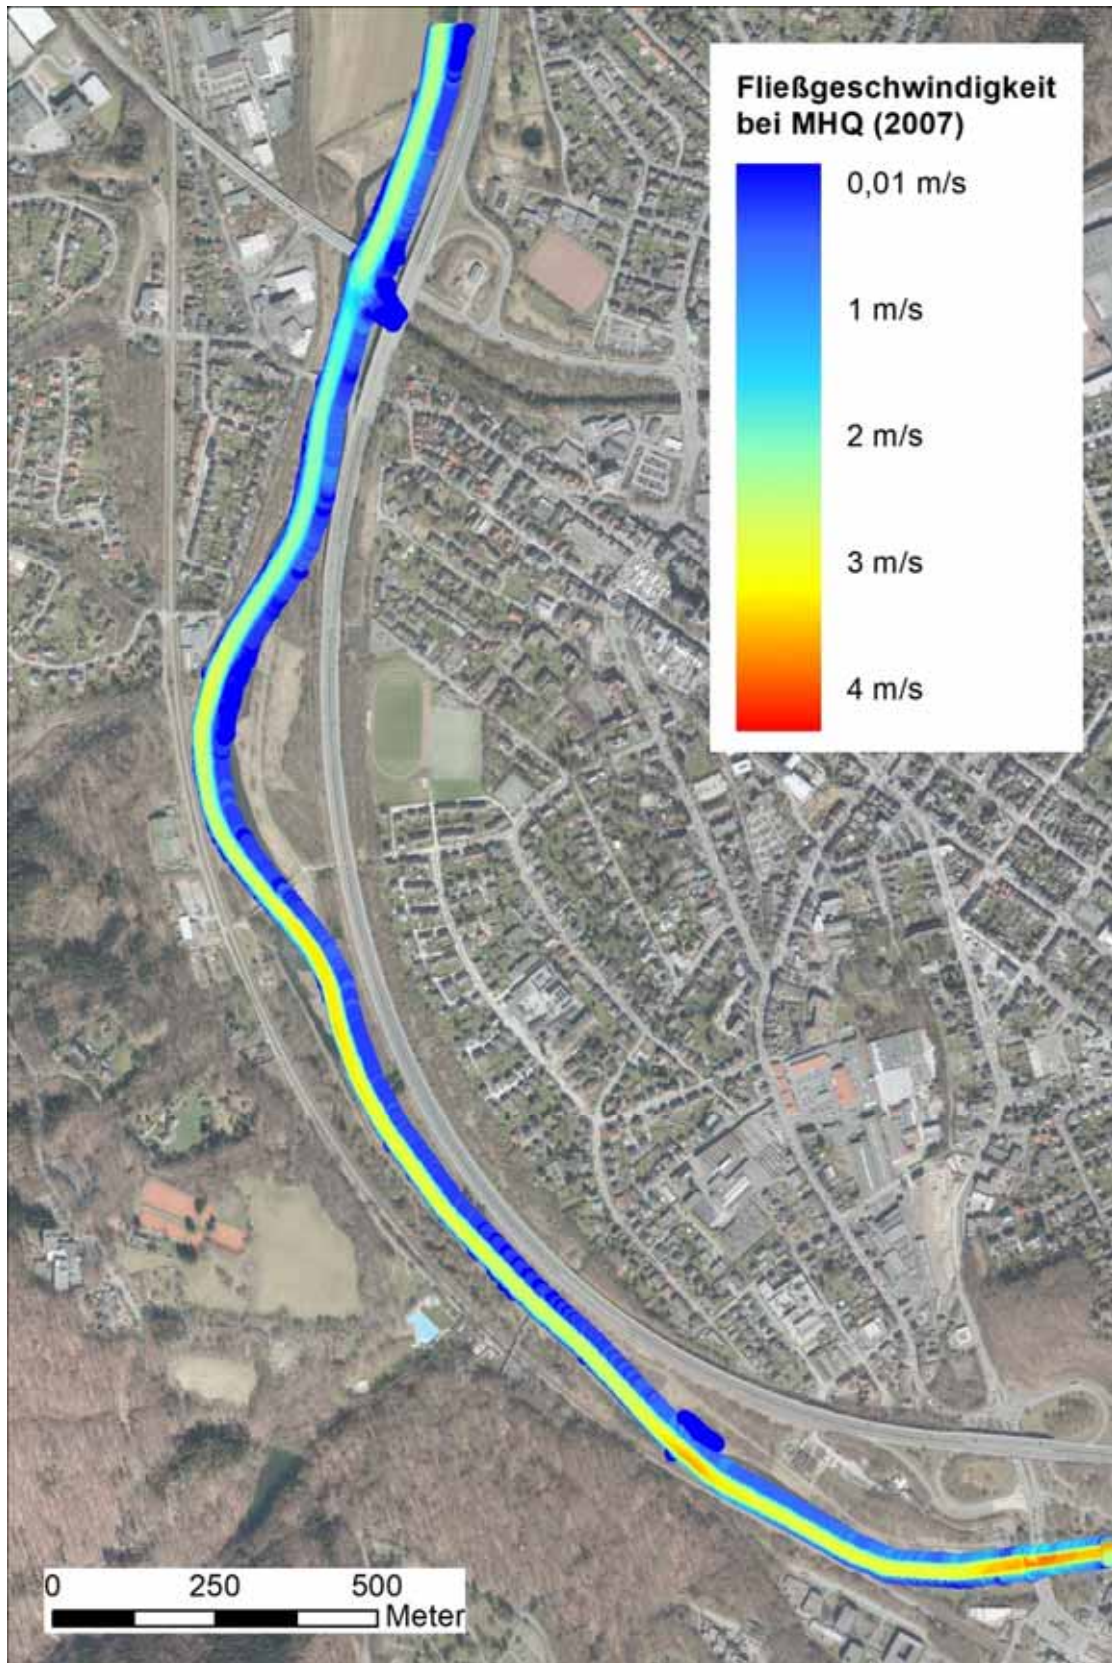 Fließgeschwindigkeit
bei MHQ (2007)
0,01 m/s
1 m/s
2 m/s
3 m/s
4 m/s
0 250 500
Meter